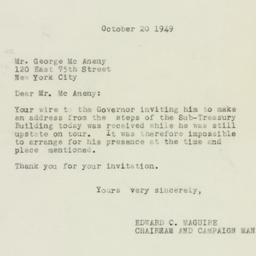 October 20 1949
Mr. George Mc Aneny
120 East 75th Street
New York City
Dear Mr. Mc Aneny:
Your wire to the Governor inviting him to make
an address from the steps of the Sub-Treasury
Building today was received while he was still
upstate on tour. It was therefore impossible
to arrange for his presence at the time and
place mentioned.
Thank you for your invitation.
Yours very sincerely,
EDWARD C. MAGUIRE
CHAIRMAN AND CAMPAIGN MAN